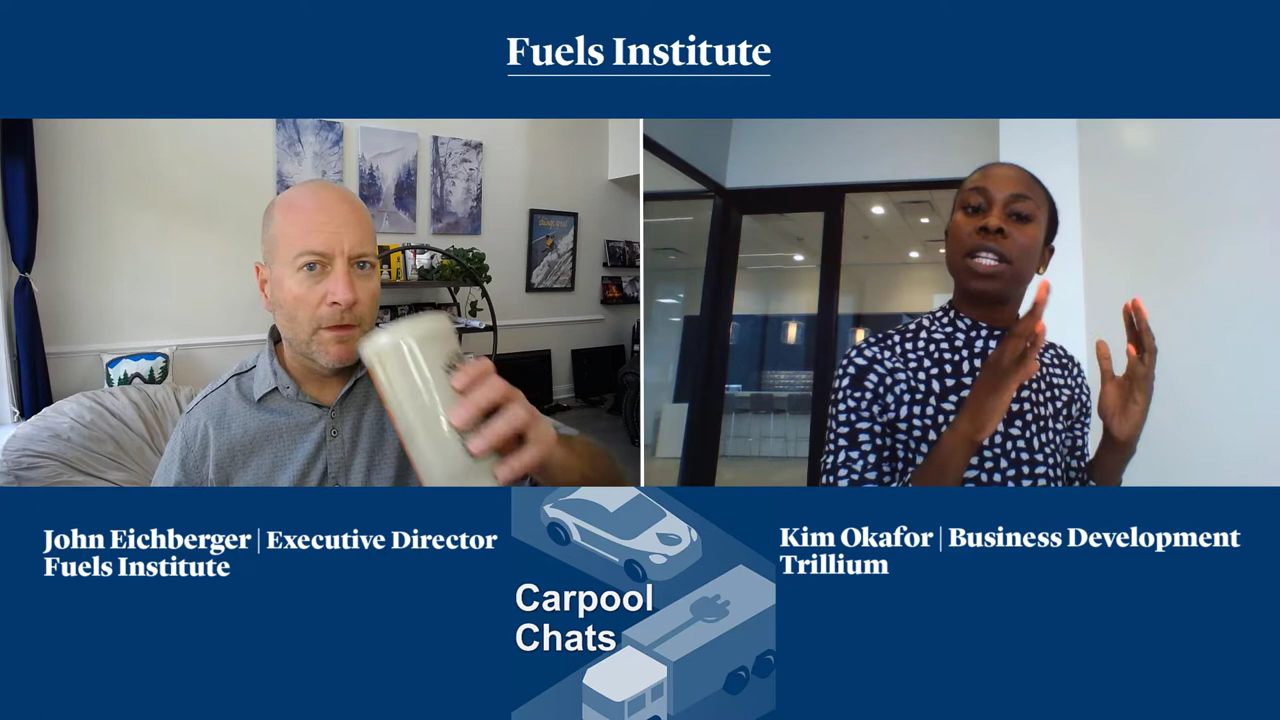 Fuels Institute
John Eichberger | Executive Director
Fuels Institute
Carpool
Chats
Kim Okafor | Business Development
Trillium